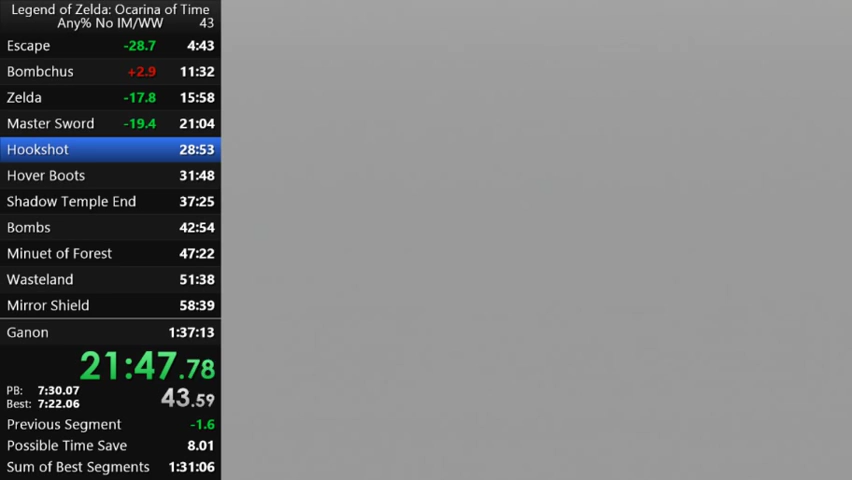 Legend of Zelda: Ocarina of Time
Any% No IM/WW 43
Escape -28.7 4:43
Bombchus +2.9 11:32
Zelda -17.8 15:58
Master Sword -19.4 21:04
Hookshot 28:53
Hover Boots 31:48
Shadow Temple End 37:25
Bombs 42:54
Minuet of Forest 47:22
Wasteland 51:38
Mirror Shield 58:39
Ganon 1:37:13
21:47.78
PB: 7:30.07 43.59
Best: 7:22.06
Previous Segment -1.6
Possible Time Save 8.01
Sum of Best Segments 1:31:06